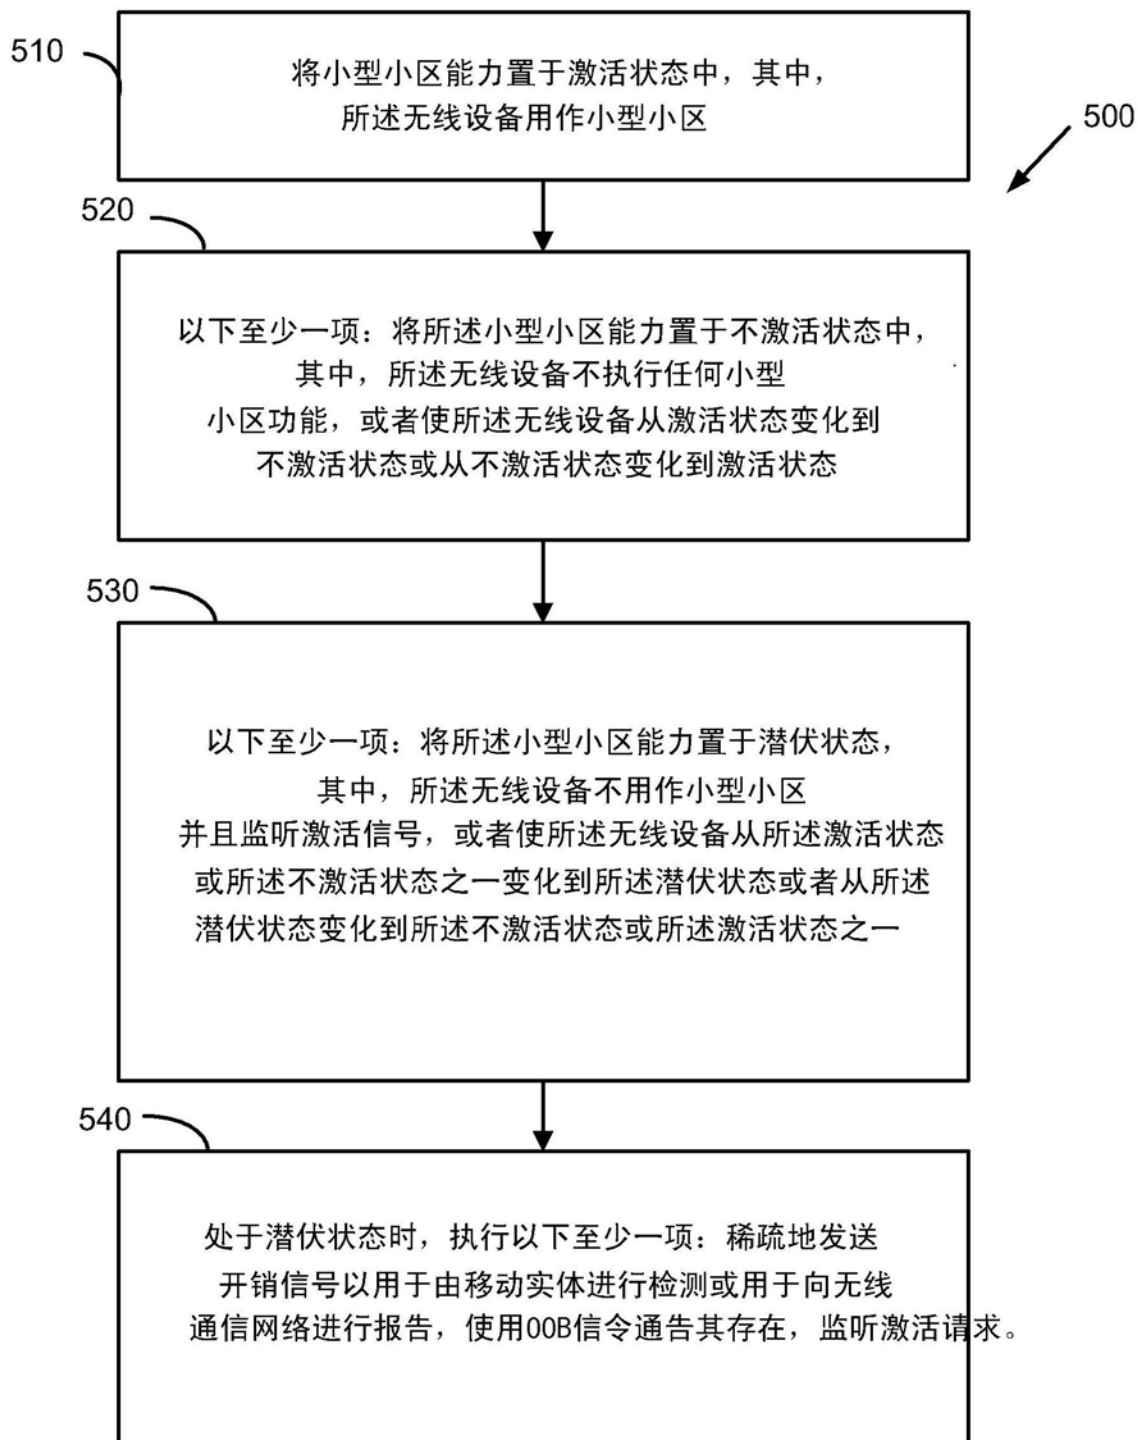 510
将小型小区能力置于激活状态中，其中，
所述无线设备用作小型小区
500
520
以下至少一项：将所述小型小区能力置于不激活状态中，
其中，所述无线设备不执行任何小型
小区功能，或者使所述无线设备从激活状态变化到
不激活状态或从不激活状态变化到激活状态
530
以下至少一项：将所述小型小区能力置于潜伏状态，
其中，所述无线设备不用作小型小区
并且监听激活信号，或者使所述无线设备从所述激活状态
或所述不激活状态之一变化到所述潜伏状态或者从所述
潜伏状态变化到所述不激活状态或所述激活状态之一
540
处于潜伏状态时，执行以下至少一项：稀疏地发送
开销信号以用于由移动实体进行检测或用于向无线
通信网络进行报告，使用OOB信令通告其存在，监听激活请求。